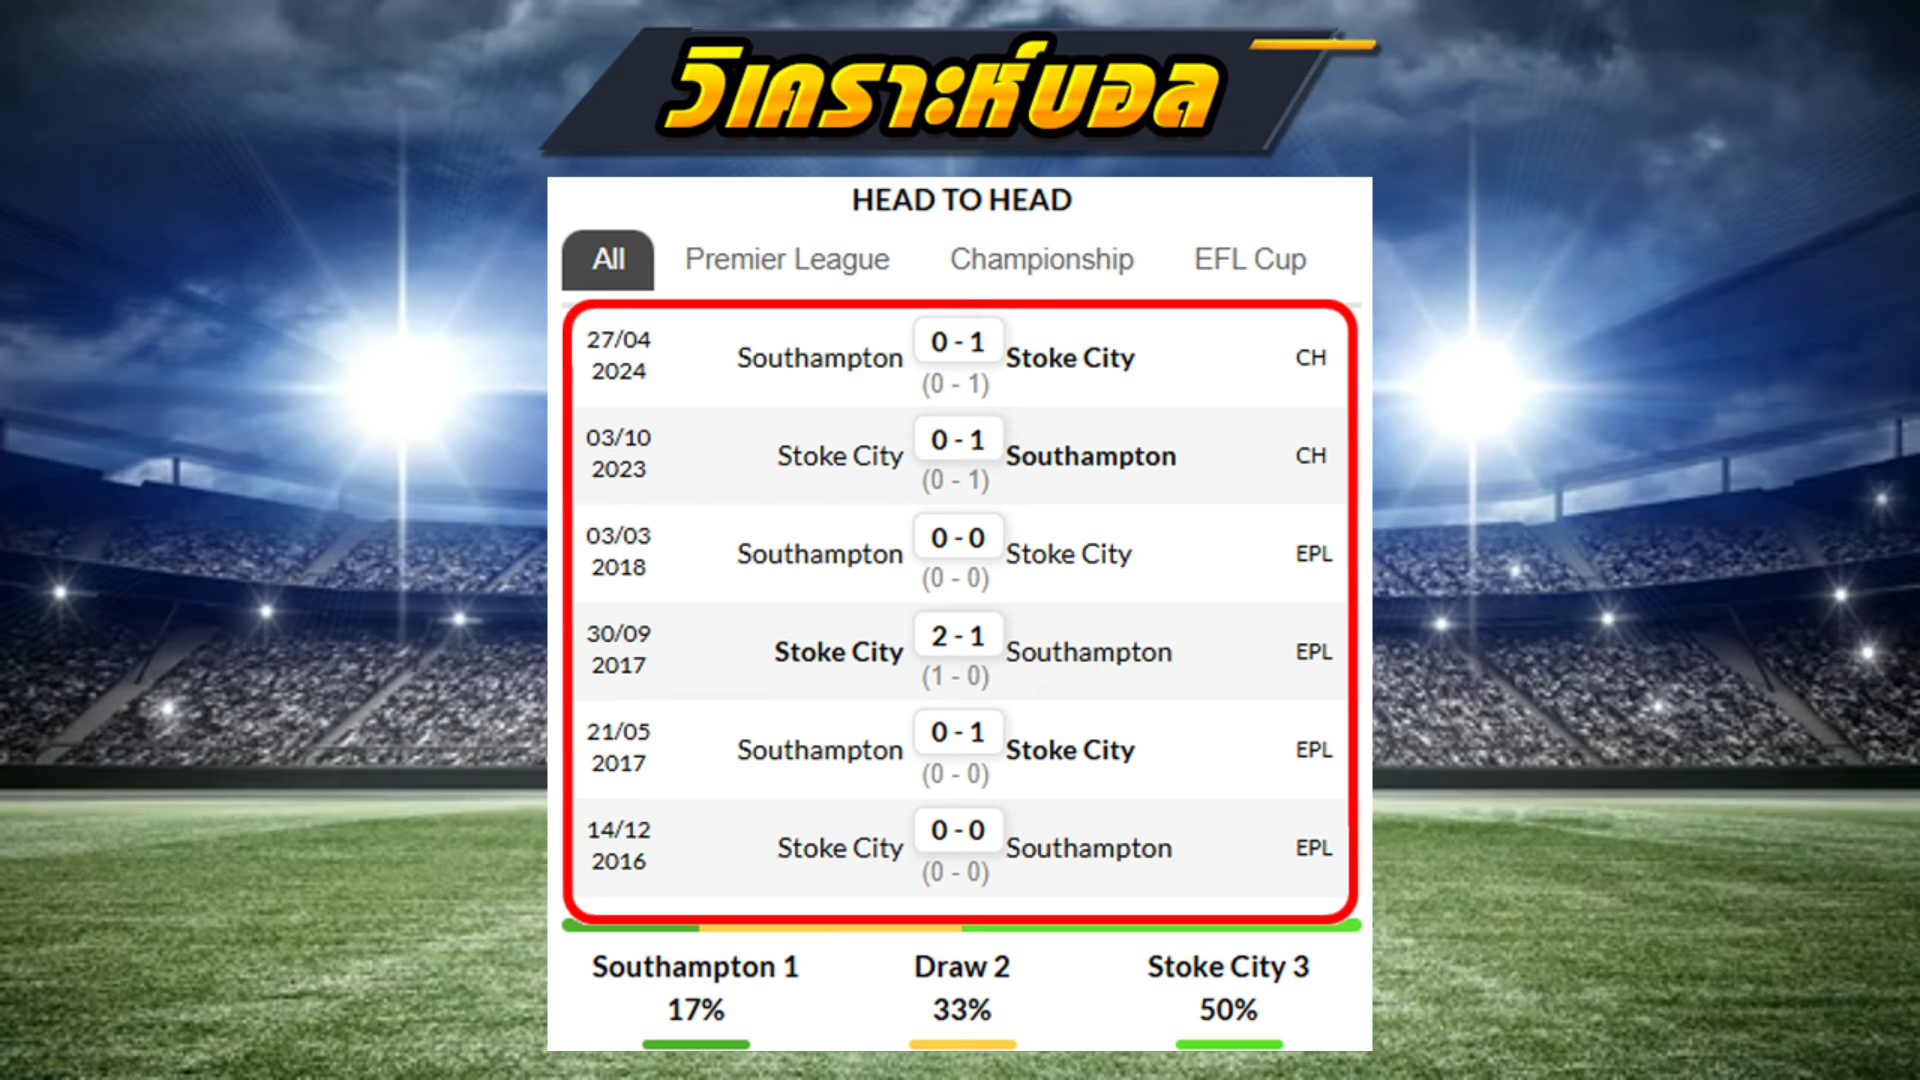 วิเคราะห์บอล
HEAD TO HEAD
All Premier League Championship EFL Cup
27/04 2024 Southampton 0 - 1 (0 - 1) Stoke City CH
03/10 2023 Stoke City 0 - 1 (0 - 1) Southampton CH
03/03 2018 Southampton 0 - 0 (0 - 0) Stoke City EPL
30/09 2017 Stoke City 2 - 1 (1 - 0) Southampton EPL
21/05 2017 Southampton 0 - 1 (0 - 0) Stoke City EPL
14/12 2016 Stoke City 0 - 0 (0 - 0) Southampton EPL
Southampton 1 Draw 2 Stoke City 3
17% 33% 50%